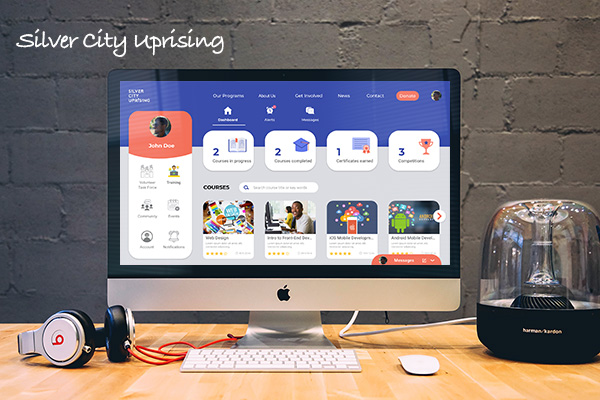 Silver City Uprising
SILVER
CITY
UPRISING
Our Programs About Us Get Involved News Contact Donate
Dashboard Alerts Messages
John Doe
Volunteer
Task Force
Training
Community Events
Account Notifications
2
Courses in progress
2
Courses completed
1
Certificates earned
3
Competitions
COURSES
Search course title or key words
Web Design
Intro to Front End Dev...
iOS Mobile Developm...
Android Mobile Devel...
Messages
harman/kardon